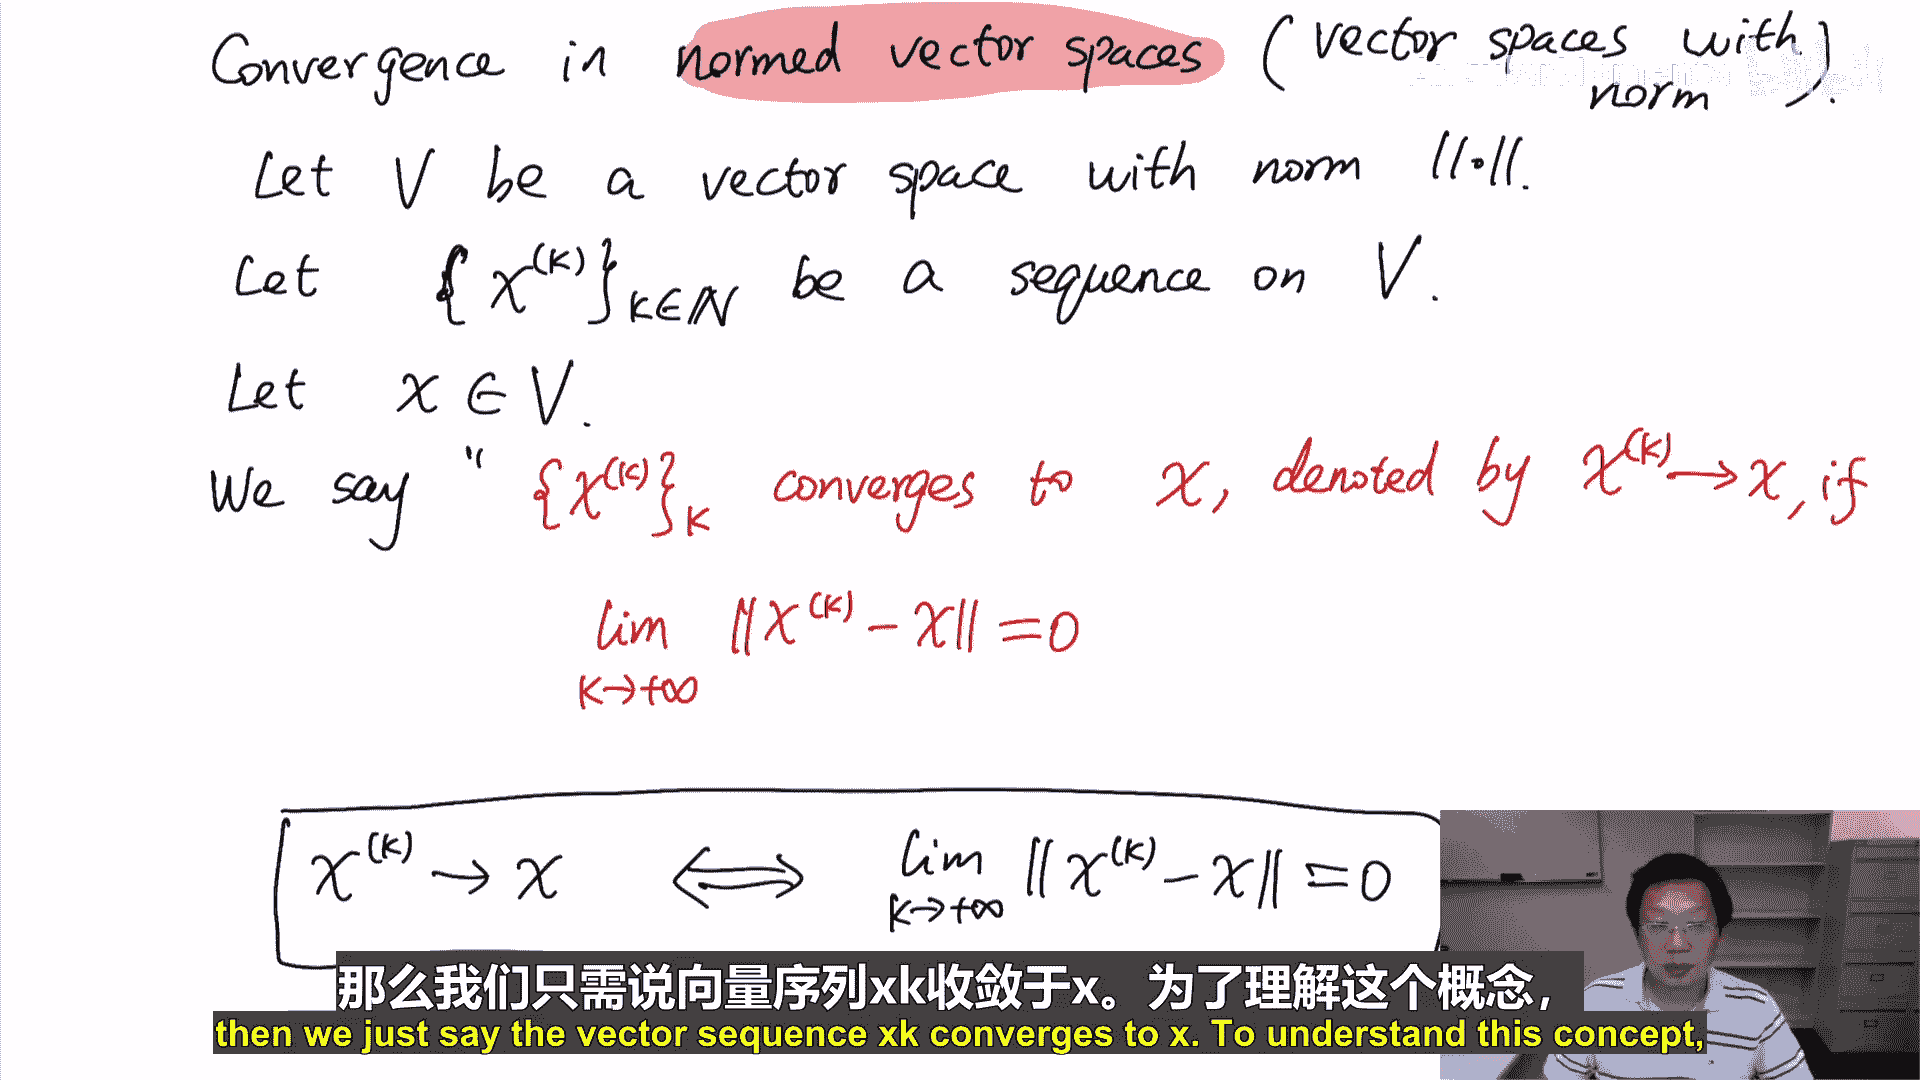 Convergence in normed vector spaces (vector spaces with norm).
Let V be a vector space with norm ||·||.
Let {x^(k)}_{k∈ℕ} be a sequence on V.
Let x ∈ V.
We say " {x^(k)}_k converges to x, denoted by x^(k) → x, if
lim_{k→+∞} ||x^(k) - x|| = 0
x^(k) → x ⟺ lim_{k→+∞} ||x^(k) - x|| = 0
那么我们只需说向量序列xk收敛于x。为了理解这个概念，
then we just say the vector sequence xk converges to x. To understand this concept,